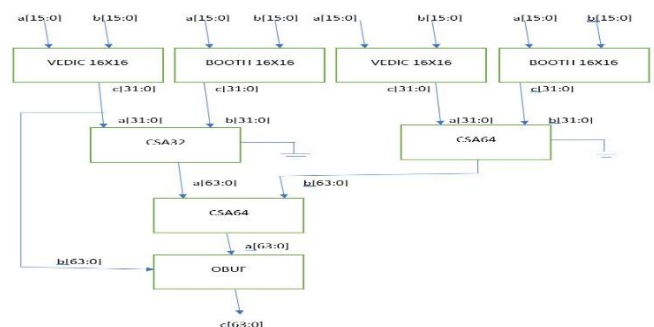 a[15:0] b[15:0] a[15:0] b[15:0] a[15:0] b[15:0] a[15:0] b[15:0]
VEDIC 16X16 BOOTH 16X16 VEDIC 16X16 BOOTH 16X16
c[31:0] c[31:0] c[31:0] c[31:0]
a[31:0] b[31:0] a[31:0] b[31:0]
CSA32 CSA64
a[63:0] b[63:0]
CSA64
a[63:0]
b[63:0]
OBUF
c[63:0]